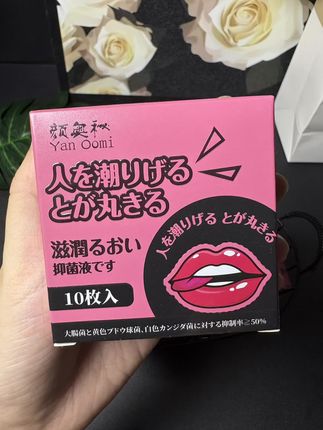 颜奥秘
Yan Oomi
人を潮りげる
とが丸きる
滋潤るおい
抑菌液です
10枚入
人を潮りげる とが丸きる
大腸菌と黄色ブドウ球菌、白色カンジダ菌に対する抑制率≧50%